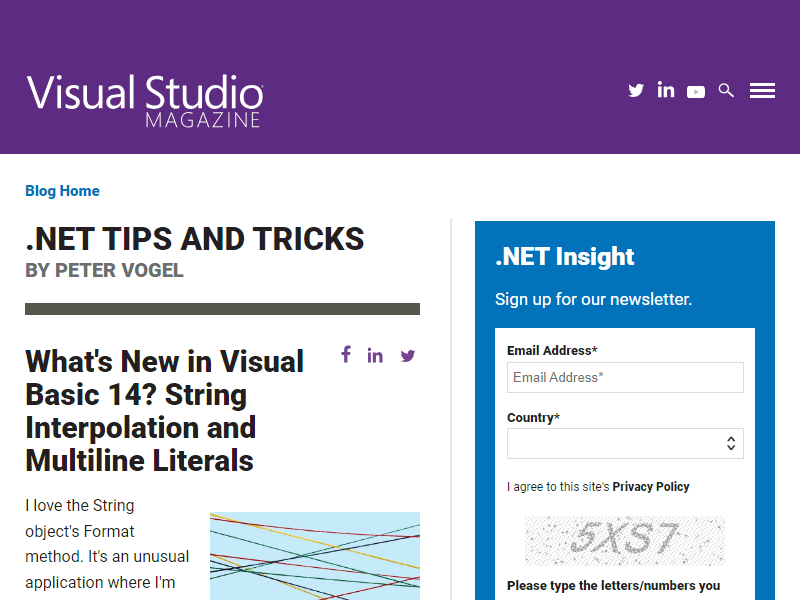 Visual Studio
MAGAZINE
Blog Home
.NET TIPS AND TRICKS
BY PETER VOGEL
What's New in Visual
Basic 14? String
Interpolation and
Multiline Literals
I love the String
object's Format
method. It's an unusual
application where I'm
.NET Insight
Sign up for our newsletter.
Email Address*
Email Address*
Country*
I agree to this site's Privacy Policy
5XS7
Please type the letters/numbers you